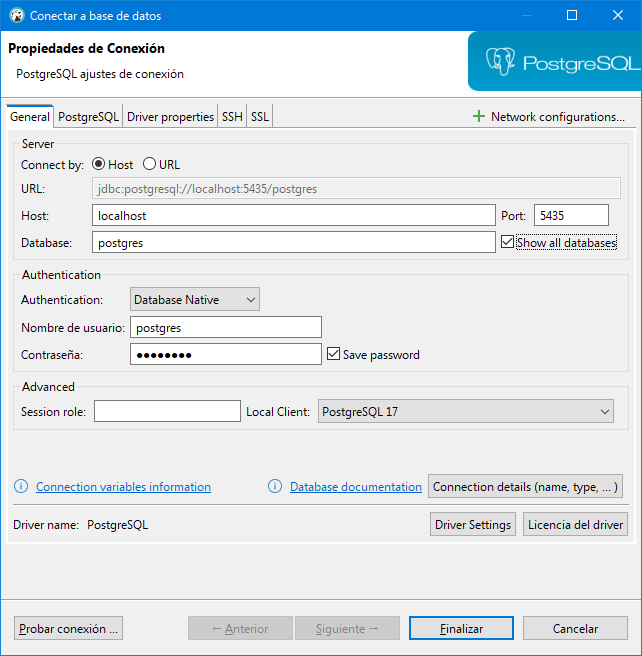 Conectar a base de datos
Propiedades de Conexión
PostgreSQL ajustes de conexión
PostgreSQL
General PostgreSQL Driver properties SSH SSL Network configurations...
Server
Connect by: Host URL
URL: jdbc:postgresql://localhost:5435/postgres
Host: localhost Port: 5435
Database: postgres Show all databases
Authentication
Authentication: Database Native
Nombre de usuario: postgres
Contraseña: ●●●●●●●● Save password
Advanced
Session role: Local Client: PostgreSQL 17
Connection variables information Database documentation Connection details (name, type, ... )
Driver name: PostgreSQL Driver Settings Licencia del driver
Probar conexión ... ← Anterior Siguiente → Finalizar Cancelar